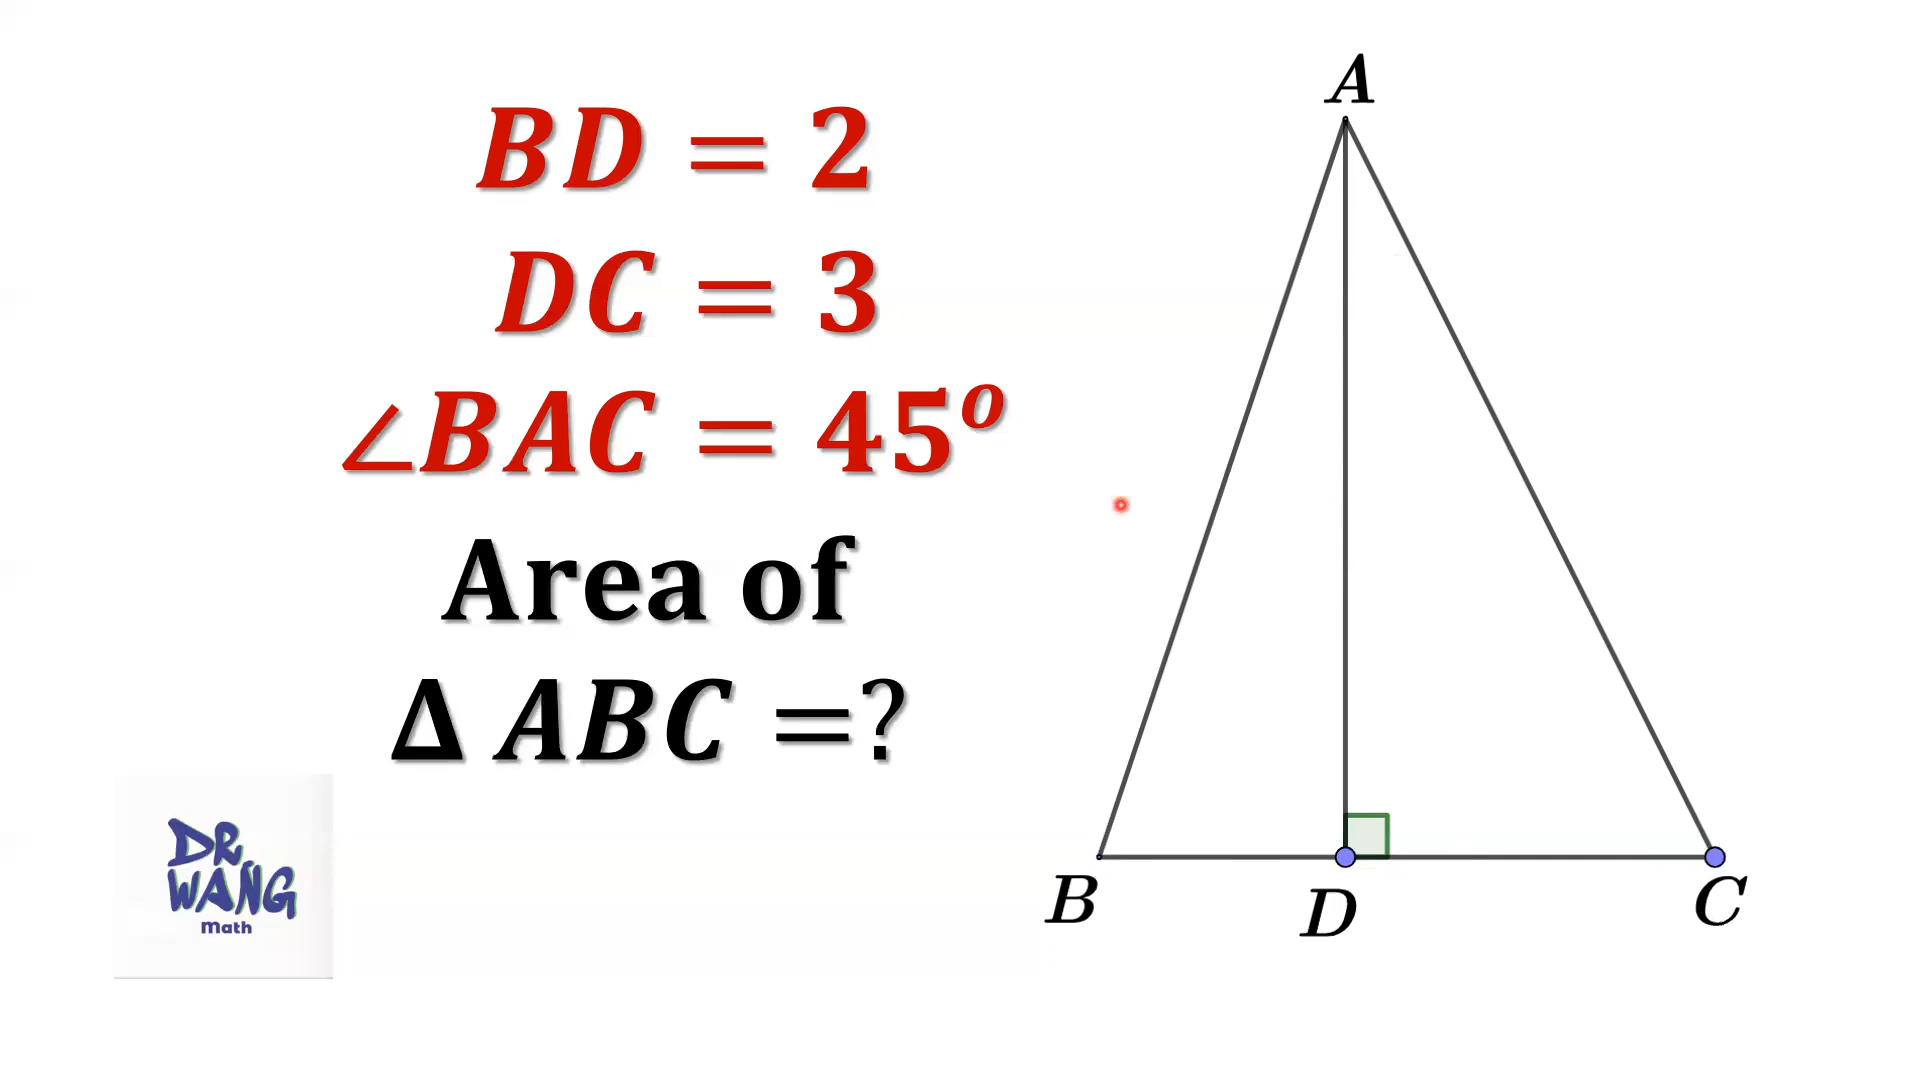 BD = 2
DC = 3
∠BAC = 45°
Area of
Δ ABC =?
DR
WANG
Math
A
B
D
C